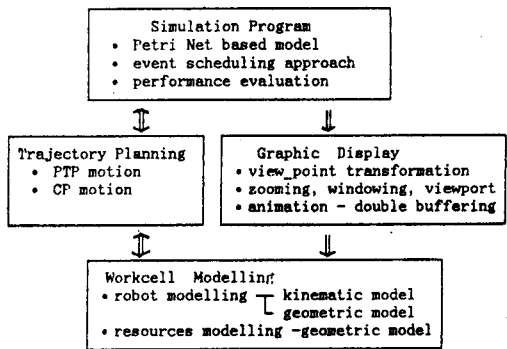 Simulation Program
• Petri Net based model
• event scheduling approach
• performance evaluation
Trajectory Planning
• PTP motion
• CP motion
Graphic Display
• view_point transformation
• zooming, windowing, viewport
• animation - double buffering
Workcell Modelling
• robot modelling kinematic model
geometric model
• resources modelling -geometric model